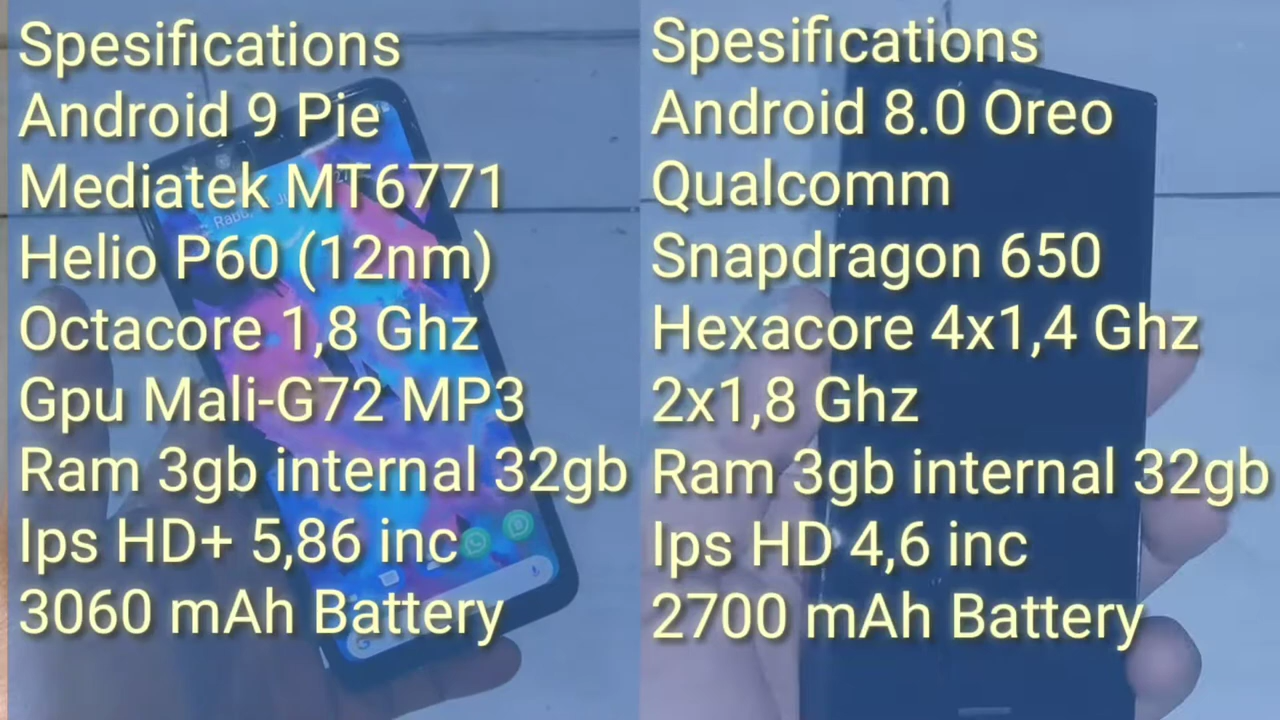 Spesifications
Android 9 Pie
Mediatek MT6771
Helio P60 (12nm)
Octacore 1,8 Ghz
Gpu Mali-G72 MP3
Ram 3gb internal 32gb
Ips HD+ 5,86 inc
3060 mAh Battery
Spesifications
Android 8.0 Oreo
Qualcomm
Snapdragon 650
Hexacore 4x1,4 Ghz
2x1,8 Ghz
Ram 3gb internal 32gb
Ips HD 4,6 inc
2700 mAh Battery